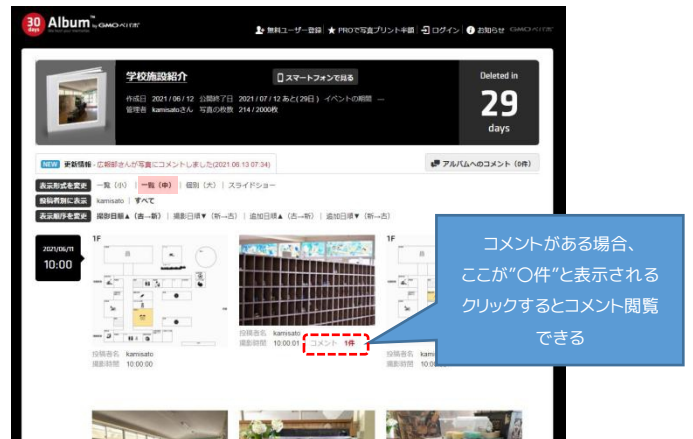 30 days Album™ by GMOペパボ
無料ユーザー登録 ★ PROで写真プリント半額 ログイン お知らせ GMOペパボ
学校施設紹介
スマートフォンで見る
作成日 2021 / 06 / 12 公開終了日 2021 / 07 / 12 あと( 29日 ) イベントの期間 ―
管理者 kamisatoさん 写真の枚数 214 / 2000枚
Deleted in
29
days
NEW 更新情報 - 広報部さんが写真にコメントしました(2021 06 13 07:34)
アルバムへのコメント (0件)
表示形式を変更 一覧(小) | 一覧(中) | 個別(大) | スライドショー
投稿者別に表示 kamisato | すべて
表示順序を変更 撮影日順▲(古→新) | 撮影日順▼(新→古) | 追加日順▲(古→新) | 追加日順▼(新→古)
2021/06/11
10:00
1F
1F
投稿者名 kamisato
撮影時間 10:00:00
投稿者名 kamisato
撮影時間 10:00:01 コメント 1件
投稿者名
撮影時間
コメントがある場合、
ここが"〇件"と表示される
クリックするとコメント閲覧
できる